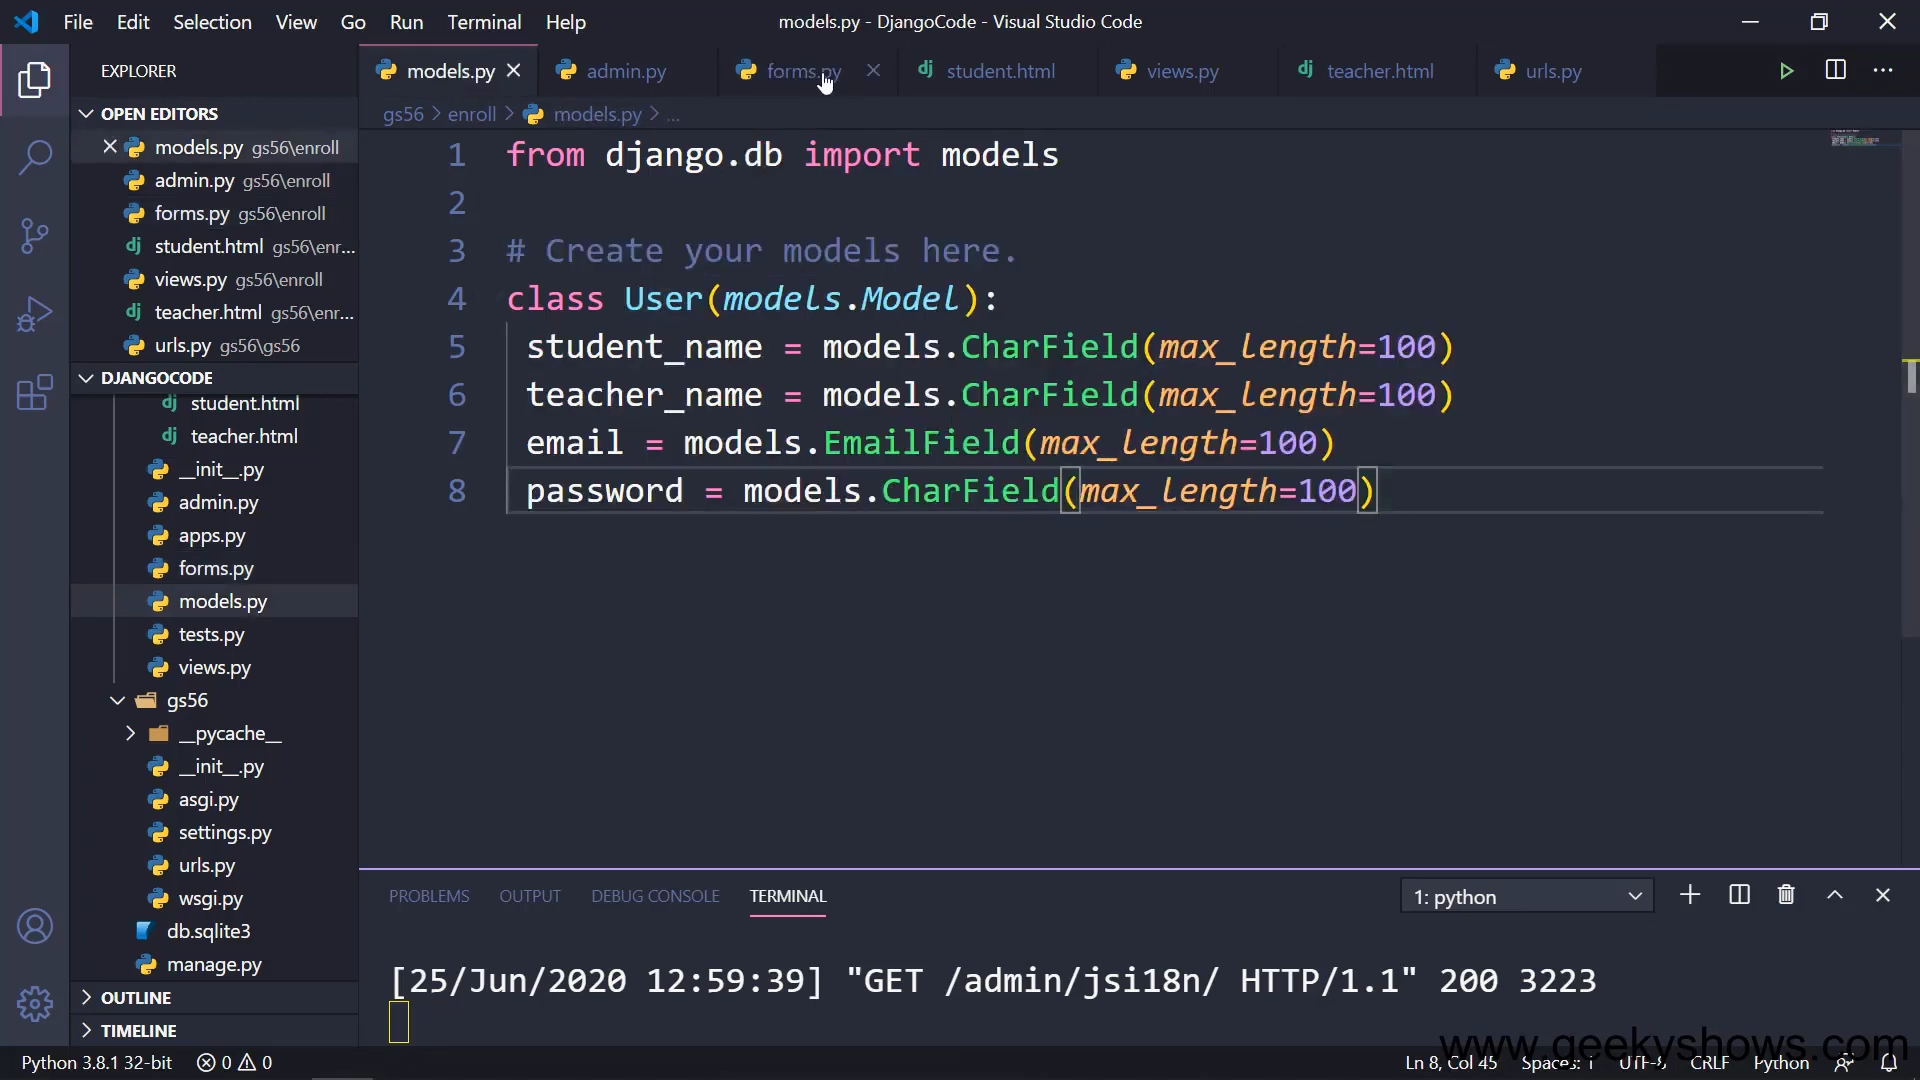 File Edit Selection View Go Run Terminal Help
models.py - DjangoCode - Visual Studio Code
EXPLORER
OPEN EDITORS
models.py gs56\enroll
admin.py gs56\enroll
forms.py gs56\enroll
student.html gs56\enr...
views.py gs56\enroll
teacher.html gs56\enr...
urls.py gs56\gs56
DJANGOCODE
student.html
teacher.html
__init__.py
admin.py
apps.py
forms.py
models.py
tests.py
views.py
gs56
__pycache__
__init__.py
asgi.py
settings.py
urls.py
wsgi.py
db.sqlite3
manage.py
OUTLINE
TIMELINE
models.py admin.py forms.py student.html views.py teacher.html urls.py
gs56 > enroll > models.py > ...
1 from django.db import models
2
3 # Create your models here.
4 class User(models.Model):
5 student_name = models.CharField(max_length=100)
6 teacher_name = models.CharField(max_length=100)
7 email = models.EmailField(max_length=100)
8 password = models.CharField(max_length=100)
PROBLEMS OUTPUT DEBUG CONSOLE TERMINAL
1: python
[25/Jun/2020 12:59:39] "GET /admin/jsi18n/ HTTP/1.1" 200 3223
www.geekyshows.com
Python 3.8.1 32-bit 0 0
Ln 8, Col 45 Spaces: 1 UTF-8 CRLF Python